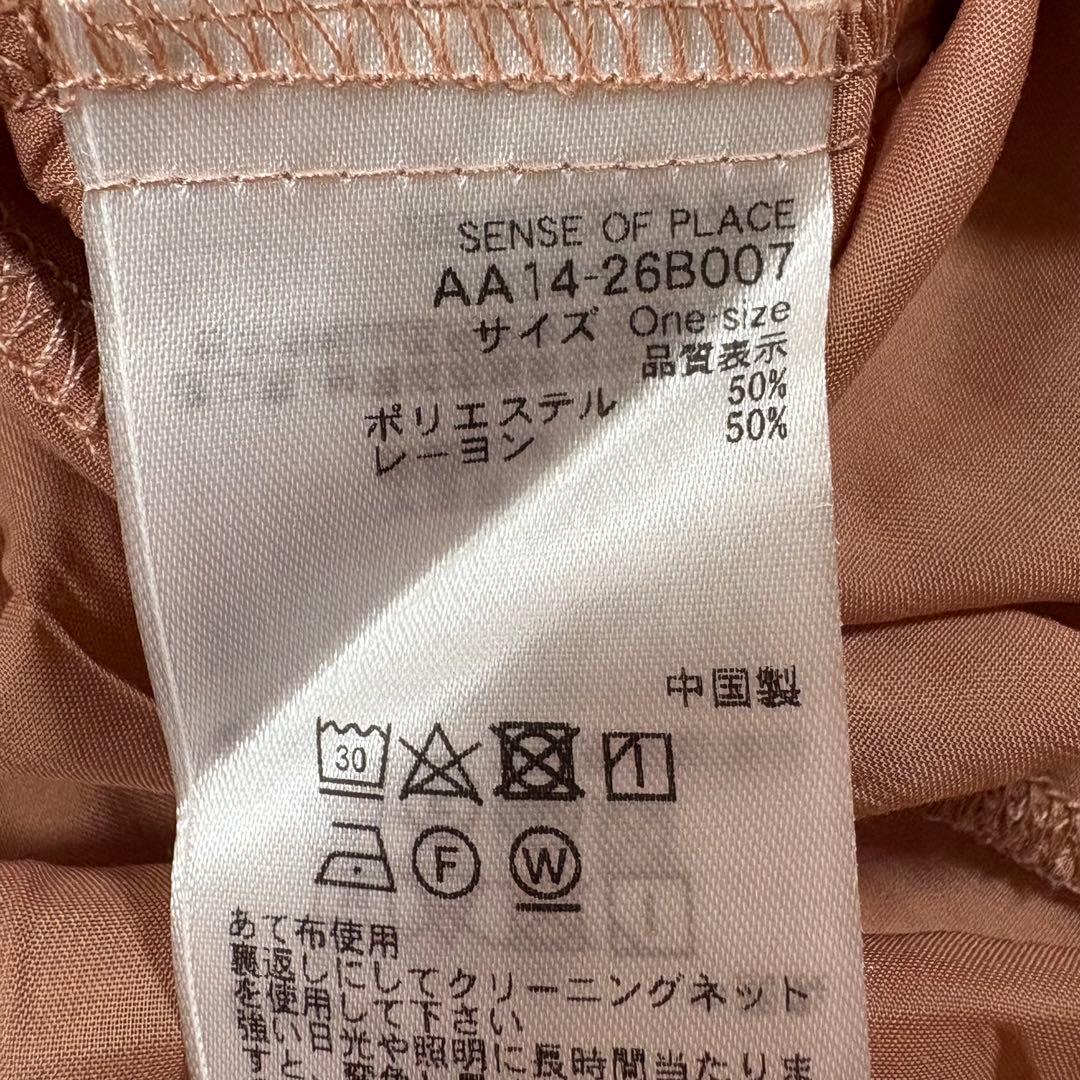 SENSE OF PLACE
AA14-26B007
サイズ One-size
品質表示
ポリエステル 50%
レーヨン 50%
中国製
30
1
F W
あて布使用
裏返しにしてクリーニングネット
を使用して下さい
強い日光や照明に長時間当たりま
すと